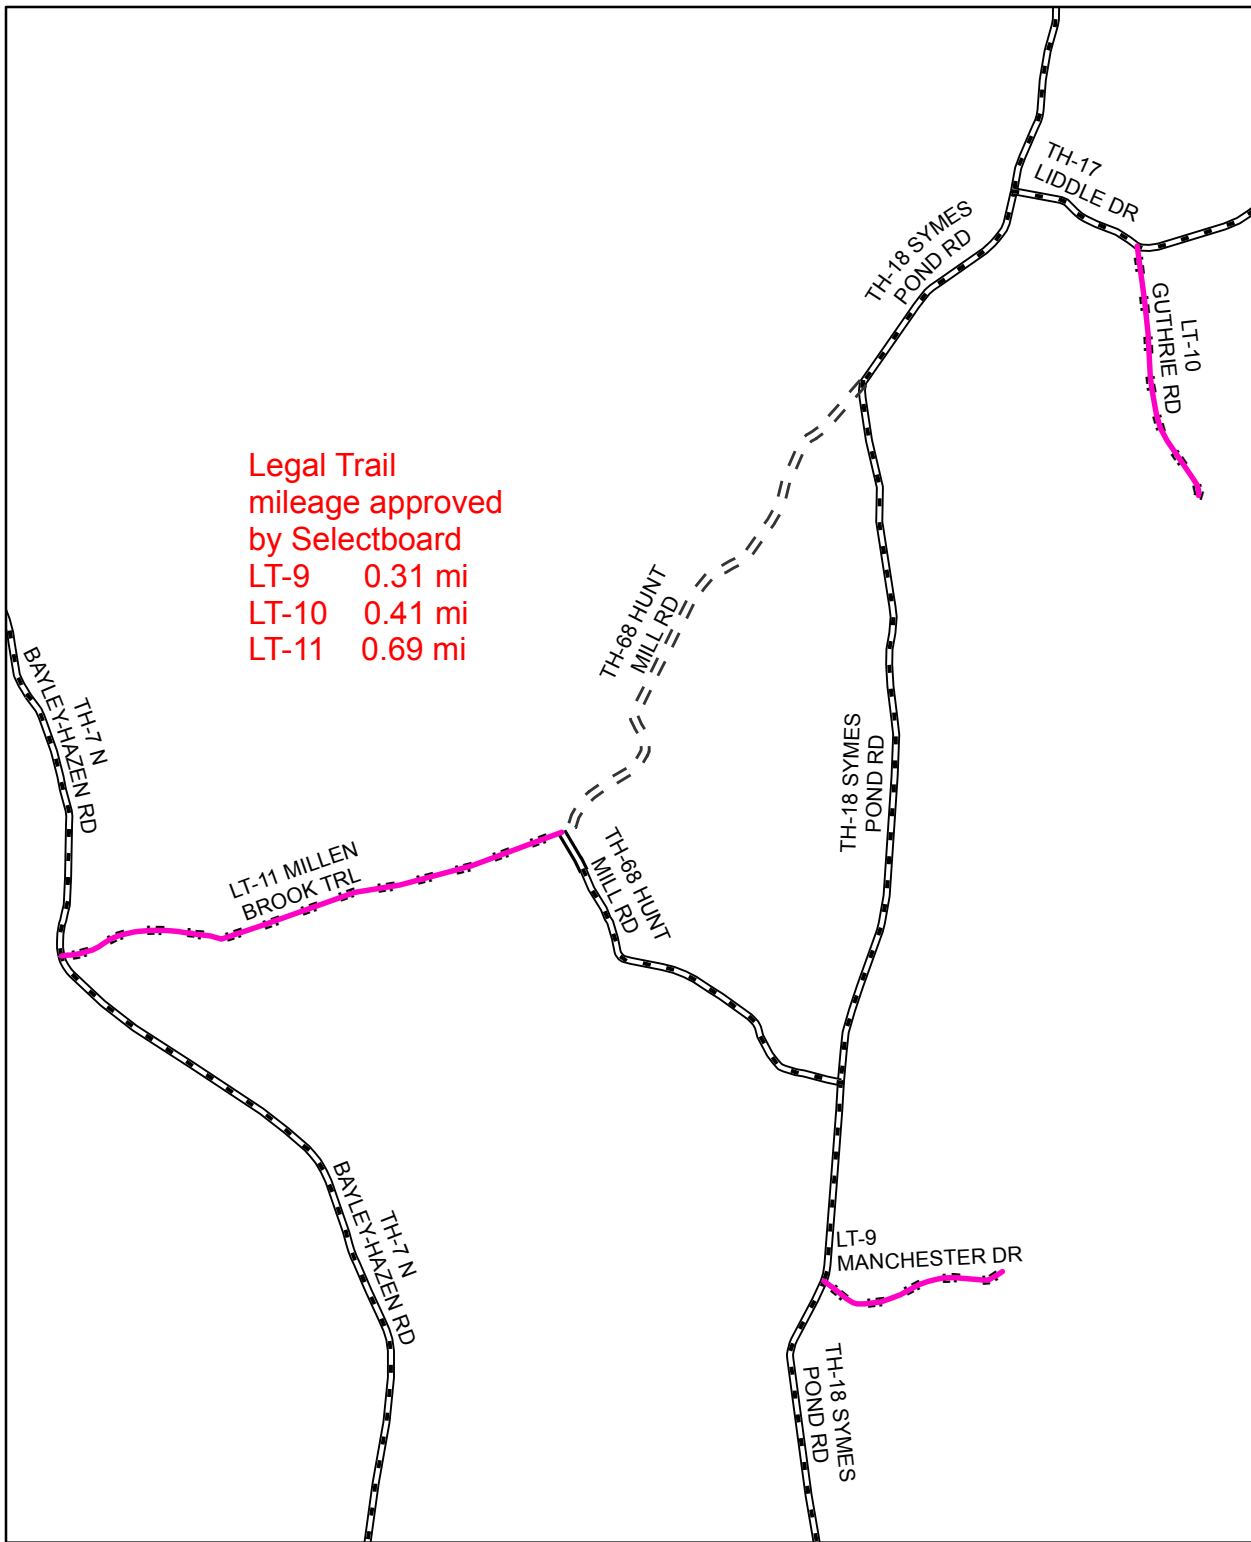 TH-17
LIDDLE DR
TH-18 SYMES
POND RD
LT-10
GUTHRIE RD
Legal Trail
mileage approved
by Selectboard
LT-9 0.31 mi
LT-10 0.41 mi
LT-11 0.69 mi
TH-68 HUNT
MILL RD
TH-7 N
BAYLEY-HAZEN RD
TH-18 SYMES
POND RD
LT-11 MILLEN
BROOK TRL
TH-68 HUNT
MILL RD
TH-7 N
BAYLEY-HAZEN RD
LT-9
MANCHESTER DR
TH-18 SYMES
POND RD